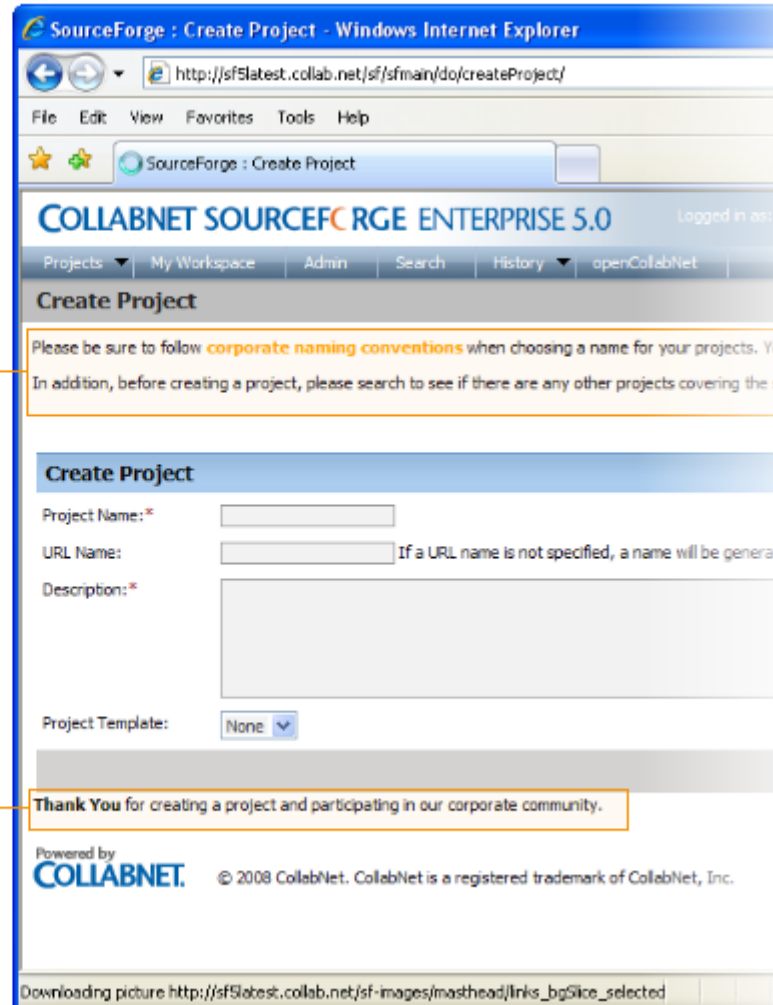 SourceForge : Create Project - Windows Internet Explorer
http://sf5latest.collab.net/sf/sfmain/do/createProject/
File Edit View Favorites Tools Help
SourceForge : Create Project
COLLABNET SOURCEFORGE ENTERPRISE 5.0 Logged in as:
Projects My Workspace Admin Search History openCollabNet
Create Project
Please be sure to follow corporate naming conventions when choosing a name for your projects.
In addition, before creating a project, please search to see if there are any other projects covering the
Create Project
Project Name:*
URL Name: If a URL name is not specified, a name will be genera
Description:*
Project Template: None
Thank You for creating a project and participating in our corporate community.
Powered by
COLLABNET. © 2008 CollabNet. CollabNet is a registered trademark of CollabNet, Inc.
Downloading picture http://sf5latest.collab.net/sf-images/masthead/links_bgSlice_selected